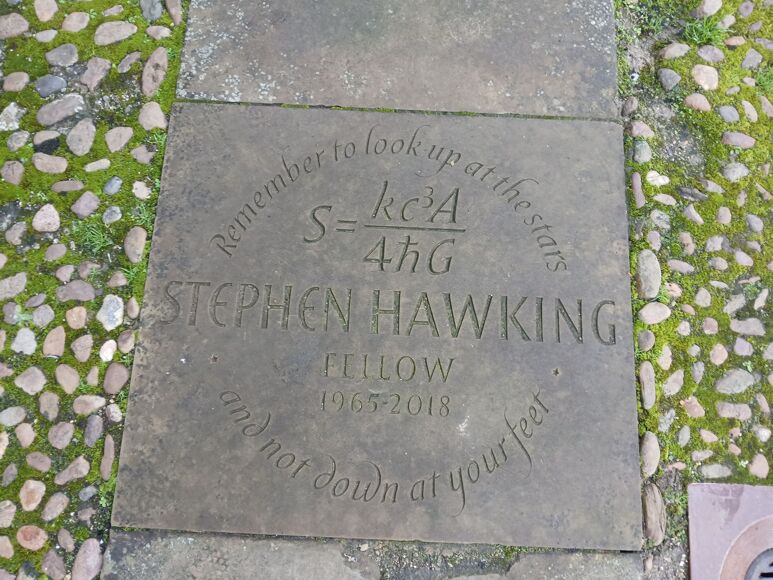 Remember to look up at the stars
S = kc³A / 4ħG
STEPHEN HAWKING
FELLOW
1965-2018
and not down at your feet